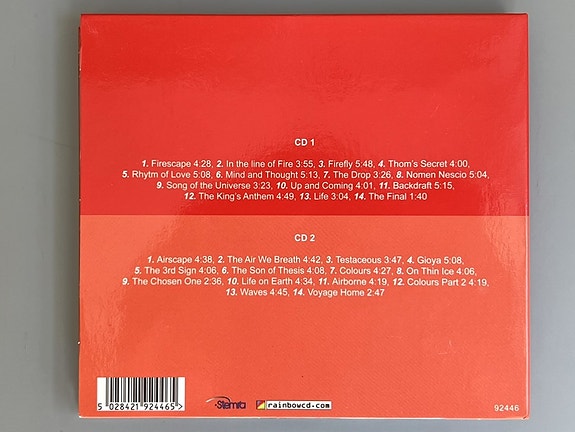 CD 1
1. Firescape 4:28, 2. In the line of Fire 3:55, 3. Firefly 5:48, 4. Thom's Secret 4:00,
5. Rhytm of Love 5:08, 6. Mind and Thought 5:13, 7. The Drop 3:26, 8. Nomen Nescio 5:04,
9. Song of the Universe 3:23, 10. Up and Coming 4:01, 11. Backdraft 5:15,
12. The King's Anthem 4:49, 13. Life 3:04, 14. The Final 1:40
CD 2
1. Airscape 4:38, 2. The Air We Breath 4:42, 3. Testaceous 3:47, 4. Gioya 5:08,
5. The 3rd Sign 4:06, 6. The Son of Thesis 4:08, 7. Colours 4:27, 8. On Thin Ice 4:06,
9. The Chosen One 2:36, 10. Life on Earth 4:34, 11. Airborne 4:19, 12. Colours Part 2 4:19,
13. Waves 4:45, 14. Voyage Home 2:47
5 028421 924465 >
Stemra
rainbowcd-com
92446